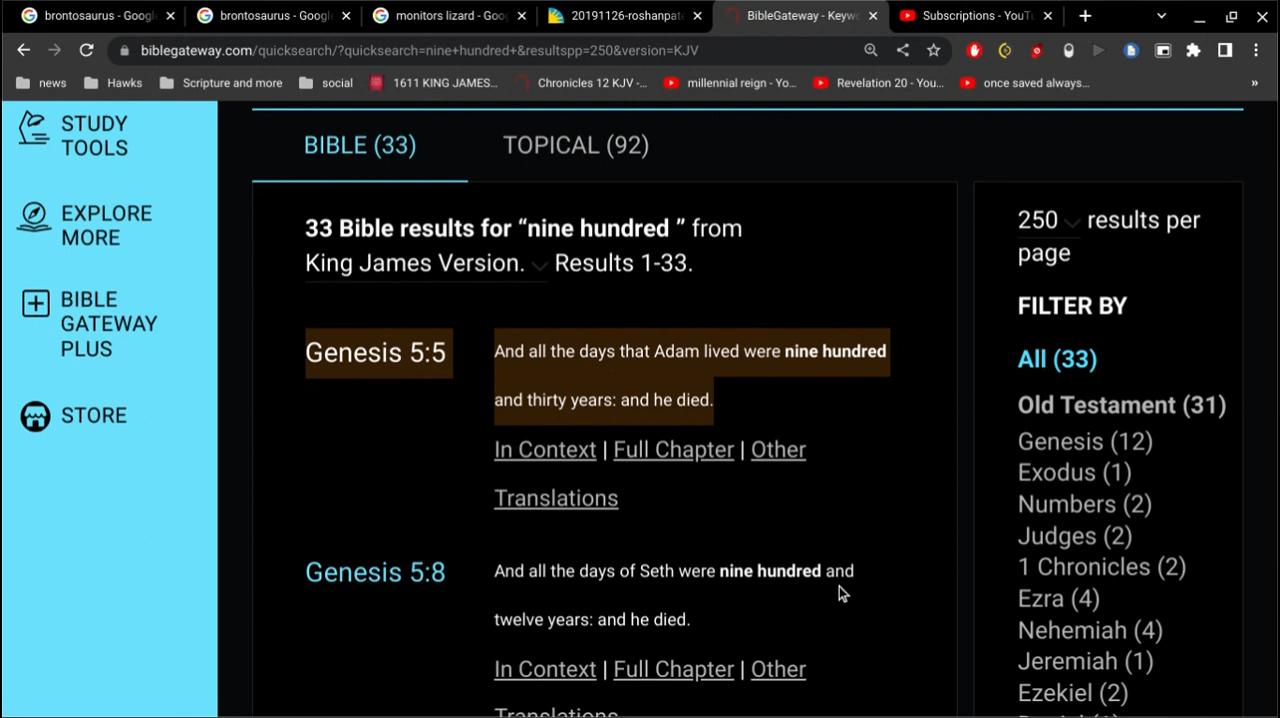 brontosaurus - Google
brontosaurus - Google
monitors lizard - Goo
20191126-roshanpate
BibleGateway - Keyw
Subscriptions - YouTu
biblegateway.com/quicksearch/?quicksearch=nine+hundred+&resultspp=250&version=KJV
news
Hawks
Scripture and more
social
1611 KING JAMES...
Chronicles 12 KJV -...
millennial reign - Yo...
Revelation 20 - You...
once saved always...
»
STUDY
TOOLS
EXPLORE
MORE
BIBLE
GATEWAY
PLUS
STORE
BIBLE (33)
TOPICAL (92)
33 Bible results for “nine hundred ” from
King James Version. Results 1-33.
Genesis 5:5
And all the days that Adam lived were nine hundred
and thirty years: and he died.
In Context | Full Chapter | Other
Translations
Genesis 5:8
And all the days of Seth were nine hundred and
twelve years: and he died.
In Context | Full Chapter | Other
Translations
250 results per
page
FILTER BY
All (33)
Old Testament (31)
Genesis (12)
Exodus (1)
Numbers (2)
Judges (2)
1 Chronicles (2)
Ezra (4)
Nehemiah (4)
Jeremiah (1)
Ezekiel (2)